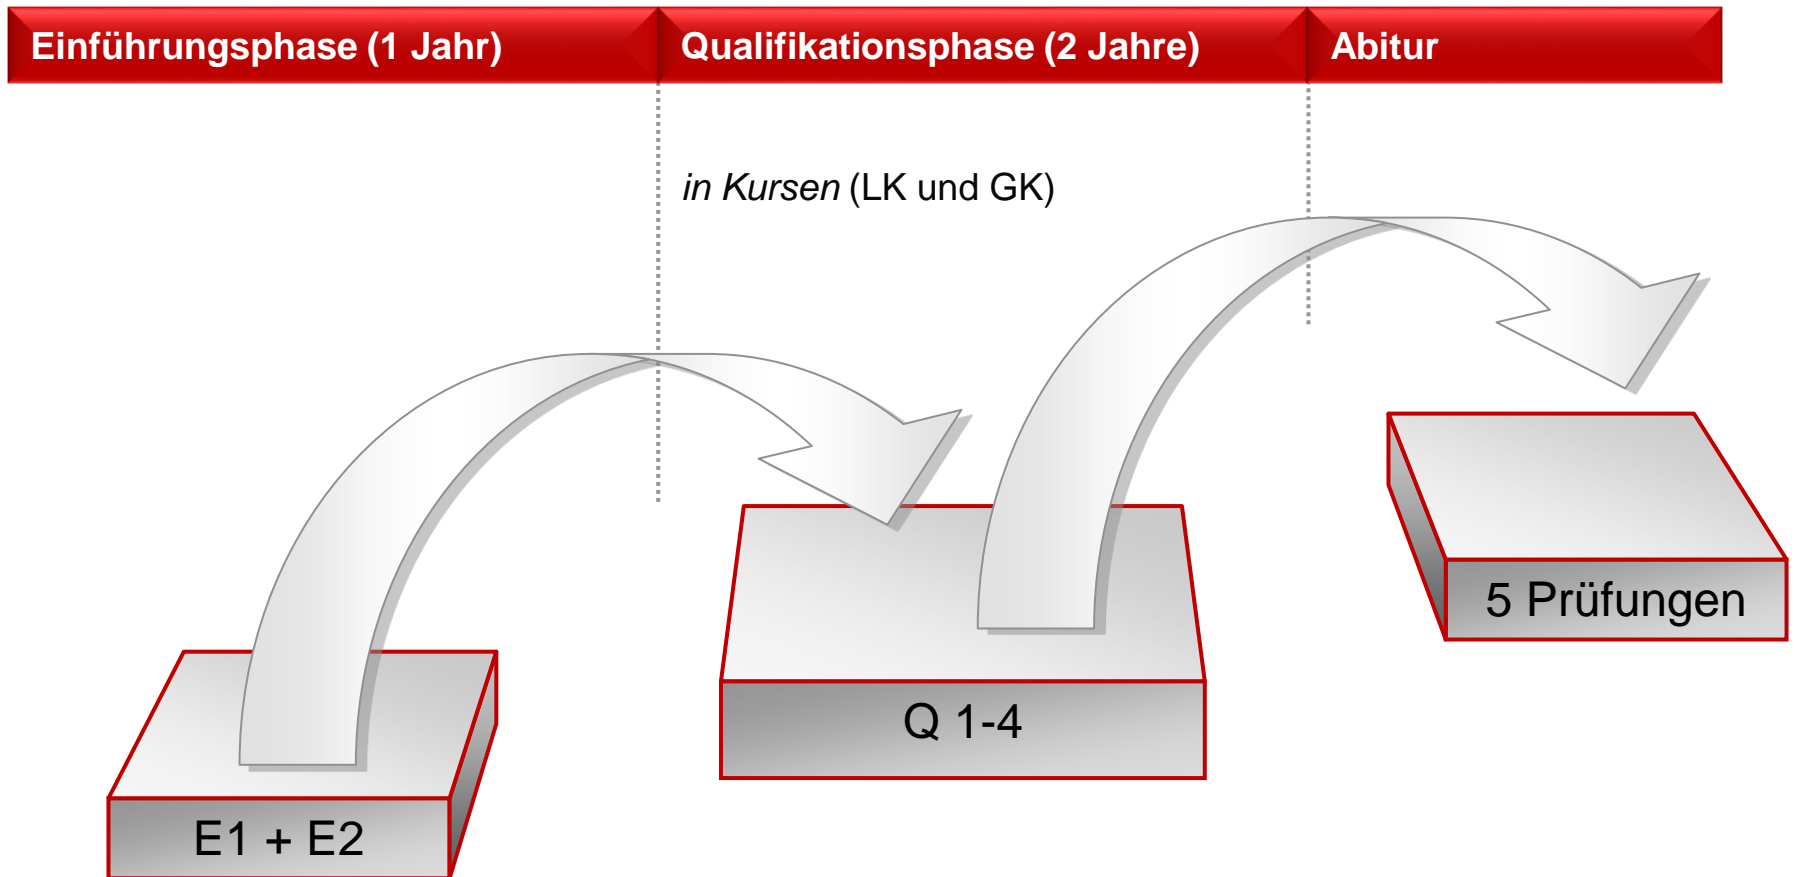 Einführungsphase (1 Jahr)
Qualifikationsphase (2 Jahre)
Abitur
in Kursen (LK und GK)
5 Prüfungen
Q 1-4
E1 + E2